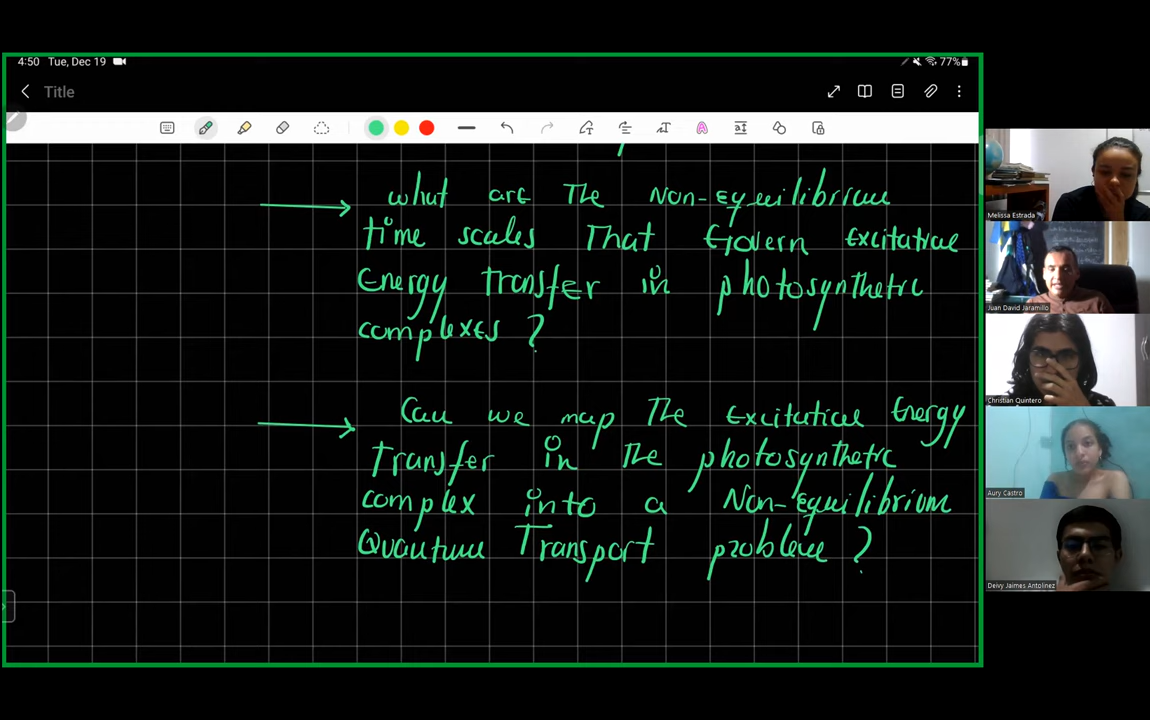 4:50 Tue, Dec 19
77%
Title
what are The Non-equilibrium
time scales That Govern Excitation
Energy Transfer in photosynthetic
complexes ?
Can we map The Excitation Energy
Transfer in The photosynthetic
complex into a Non-equilibrium
Quantum Transport problem ?
Melissa Estrada
Juan David Jaramillo
Christian Quintero
Aury Castro
Deivy Jaimes Antolinez